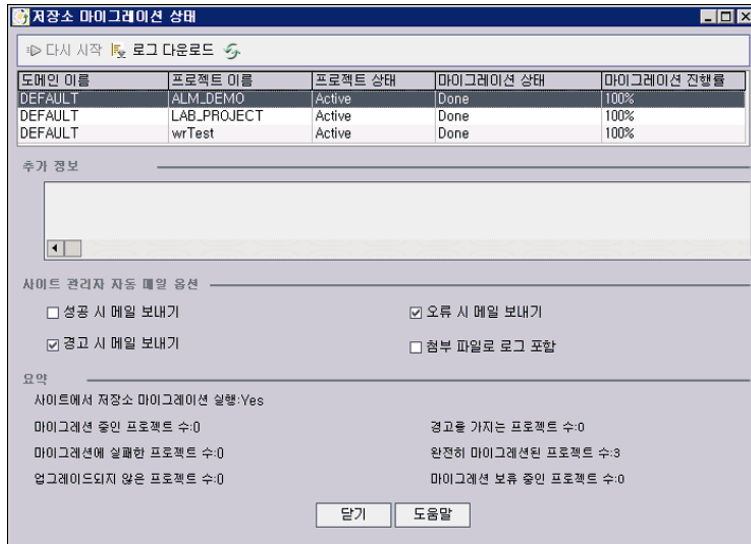 저장소 마이그레이션 상태
다시 시작 로그 다운로드
도메인 이름 프로젝트 이름 프로젝트 상태 마이그레이션 상태 마이그레이션 진행률
DEFAULT ALM_DEMO Active Done 100%
DEFAULT LAB_PROJECT Active Done 100%
DEFAULT wrTest Active Done 100%
추가 정보
사이트 관리자 자동 메일 옵션
성공 시 메일 보내기 오류 시 메일 보내기
경고 시 메일 보내기 첨부 파일로 로그 포함
요약
사이트에서 저장소 마이그레이션 실행:Yes
마이그레션 중인 프로젝트 수:0 경고를 가지는 프로젝트 수:0
마이그레션에 실패한 프로젝트 수:0 완전히 마이그레션된 프로젝트 수:3
업그레이드되지 않은 프로젝트 수:0 마이그레션 보류 중인 프로젝트 수:0
닫기 도움말